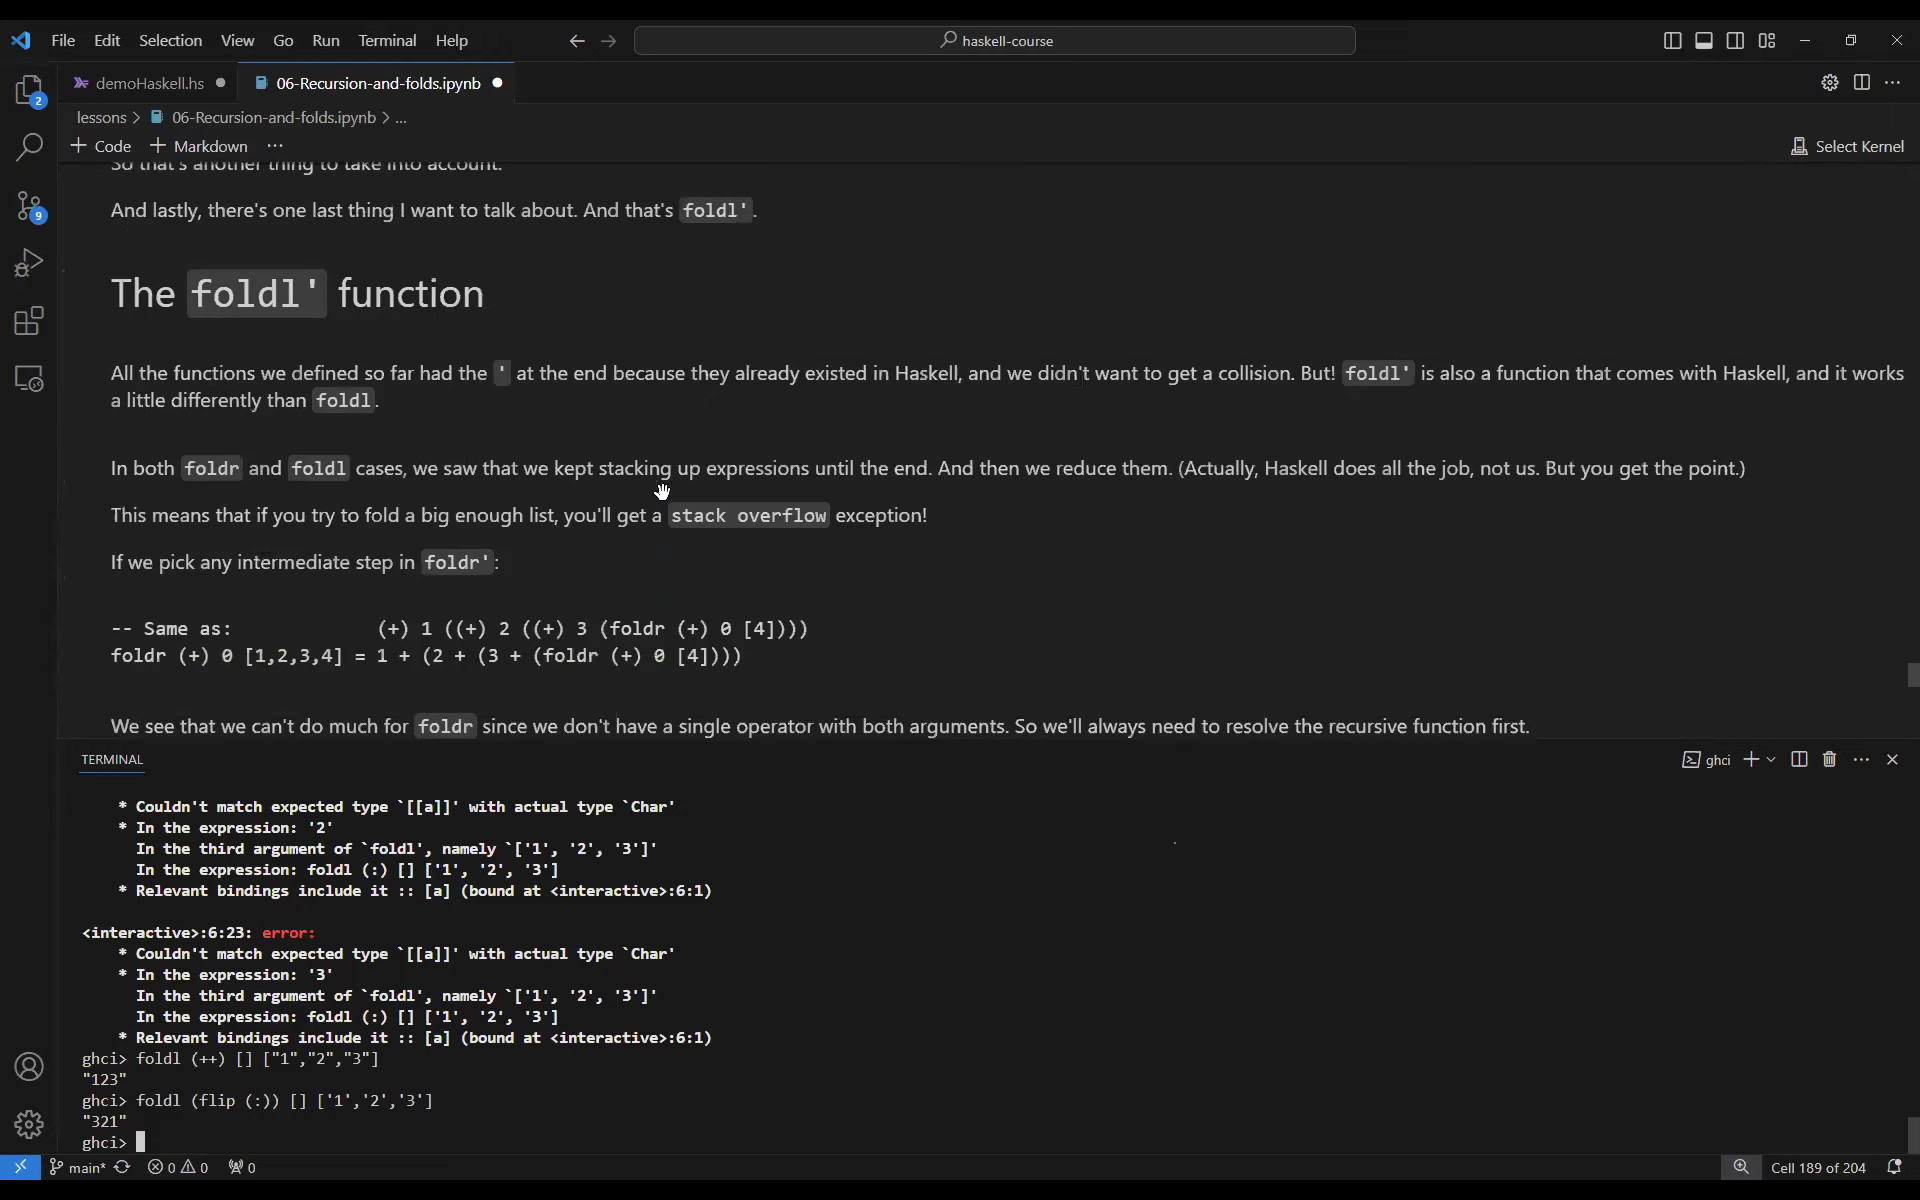 File Edit Selection View Go Run Terminal Help
haskell-course
demoHaskell.hs
06-Recursion-and-folds.ipynb
lessons > 06-Recursion-and-folds.ipynb > ...
+ Code + Markdown ...
Select Kernel
So that's another thing to take into account.
And lastly, there's one last thing I want to talk about. And that's foldl'.
The foldl' function
All the functions we defined so far had the ' at the end because they already existed in Haskell, and we didn't want to get a collision. But! foldl' is also a function that comes with Haskell, and it works
a little differently than foldl.
In both foldr and foldl cases, we saw that we kept stacking up expressions until the end. And then we reduce them. (Actually, Haskell does all the job, not us. But you get the point.)
This means that if you try to fold a big enough list, you'll get a stack overflow exception!
If we pick any intermediate step in foldr':
-- Same as: (+) 1 ((+) 2 ((+) 3 (foldr (+) 0 [4])))
foldr (+) 0 [1,2,3,4] = 1 + (2 + (3 + (foldr (+) 0 [4])))
We see that we can't do much for foldr since we don't have a single operator with both arguments. So we'll always need to resolve the recursive function first.
TERMINAL
ghci
* Couldn't match expected type `[[a]]' with actual type `Char'
* In the expression: '2'
In the third argument of `foldl', namely `['1', '2', '3']'
In the expression: foldl (:) [] ['1', '2', '3']
* Relevant bindings include it :: [a] (bound at <interactive>:6:1)
<interactive>:6:23: error:
* Couldn't match expected type `[[a]]' with actual type `Char'
* In the expression: '3'
In the third argument of `foldl', namely `['1', '2', '3']'
In the expression: foldl (:) [] ['1', '2', '3']
* Relevant bindings include it :: [a] (bound at <interactive>:6:1)
ghci> foldl (++) [] ["1","2","3"]
"123"
ghci> foldl (flip (:)) [] ['1','2','3']
"321"
ghci>
2
9
main* 0 0 0
Cell 189 of 204